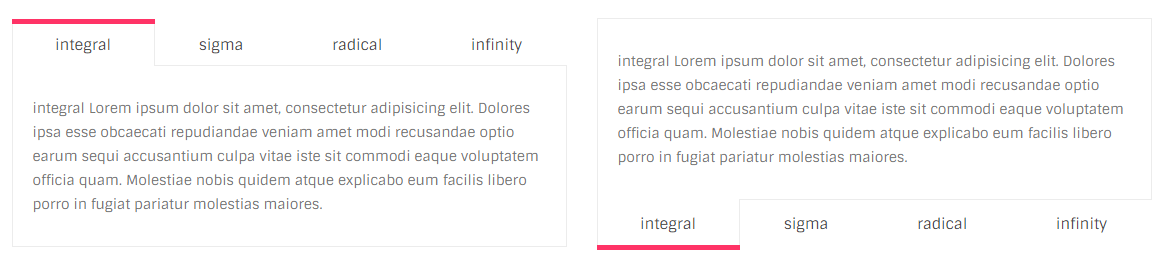 integral sigma radical infinity
integral Lorem ipsum dolor sit amet, consectetur adipisicing elit. Dolores
ipsa esse obcaecati repudiandae veniam amet modi recusandae optio
earum sequi accusantium culpa vitae iste sit commodi eaque voluptatem
officia quam. Molestiae nobis quidem atque explicabo eum facilis libero
porro in fugiat pariatur molestias maiores.
integral Lorem ipsum dolor sit amet, consectetur adipisicing elit. Dolores
ipsa esse obcaecati repudiandae veniam amet modi recusandae optio
earum sequi accusantium culpa vitae iste sit commodi eaque voluptatem
officia quam. Molestiae nobis quidem atque explicabo eum facilis libero
porro in fugiat pariatur molestias maiores.
integral sigma radical infinity